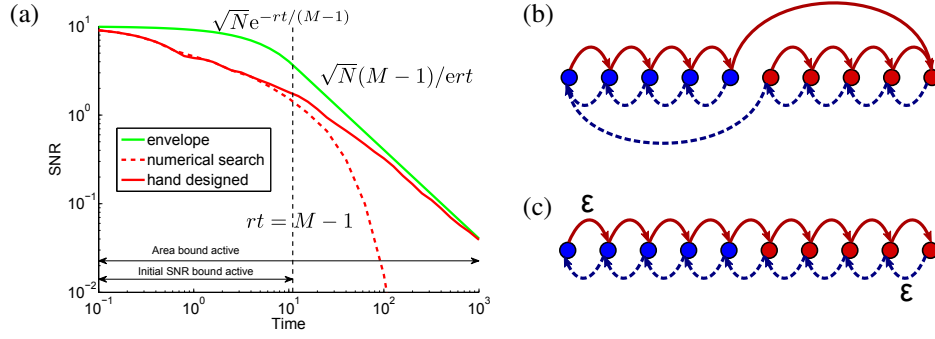 (a)
√N e^{-rt/(M-1)}
√N(M-1)/ert
SNR
10^1
10^0
10^{-1}
10^{-2}
envelope
numerical search
hand designed
rt = M - 1
Area bound active
Initial SNR bound active
10^{-1} 10^0 10^1 10^2 10^3
Time
(b)
(c)
ε
ε